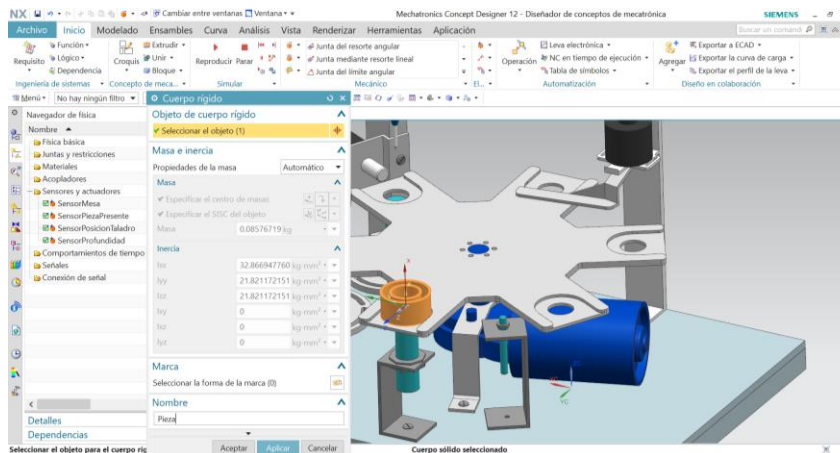 NX Cambiar entre ventanas Ventana Mechatronics Concept Designer 12 - Diseñador de conceptos de mecatrónica SIEMENS
Archivo Inicio Modelado Ensambles Curva Análisis Vista Renderizar Herramientas Aplicación Buscar un comando
Requisito
Función
Lógico
Dependencia
Ingeniería de sistemas
Croquis
Extrudir
Unir
Bloque
Concepto de meca...
Reproducir Parar
Simular
Junta del resorte angular
Junta mediante resorte lineal
Junta del límite angular
Mecánico
El...
Operación
Leva electrónica
NC en tiempo de ejecución
Tabla de símbolos
Automatización
Agregar
Exportar a ECAD
Exportar la curva de carga
Exportar el perfil de la leva
Diseño en colaboración
Menú No hay ningún filtro
Navegador de física
Nombre
Física básica
Juntas y restricciones
Materiales
Acopladores
Sensores y actuadores
SensorMesa
SensorPiezaPresente
SensorPosicionTaladro
SensorProfundidad
Comportamientos de tiempo
Señales
Conexión de señal
Detalles
Dependencias
Cuerpo rígido
Objeto de cuerpo rígido
Seleccionar el objeto (1)
Masa e inercia
Propiedades de la masa Automático
Masa
Especificar el centro de masas
Especificar el SISC del objeto
Masa 0.08576719 kg
Inercia
Ixx 32.866947760 kg·mm²
Iyy 21.821172151 kg·mm²
Izz 21.821172151 kg·mm²
Ixy 0 kg·mm²
Ixz 0 kg·mm²
Iyz 0 kg·mm²
Marca
Seleccionar la forma de la marca (0)
Nombre
Pieza
Aceptar Aplicar Cancelar
X
Z
ZC
YC
Seleccionar el objeto para el cuerpo ríg
Cuerpo sólido seleccionado